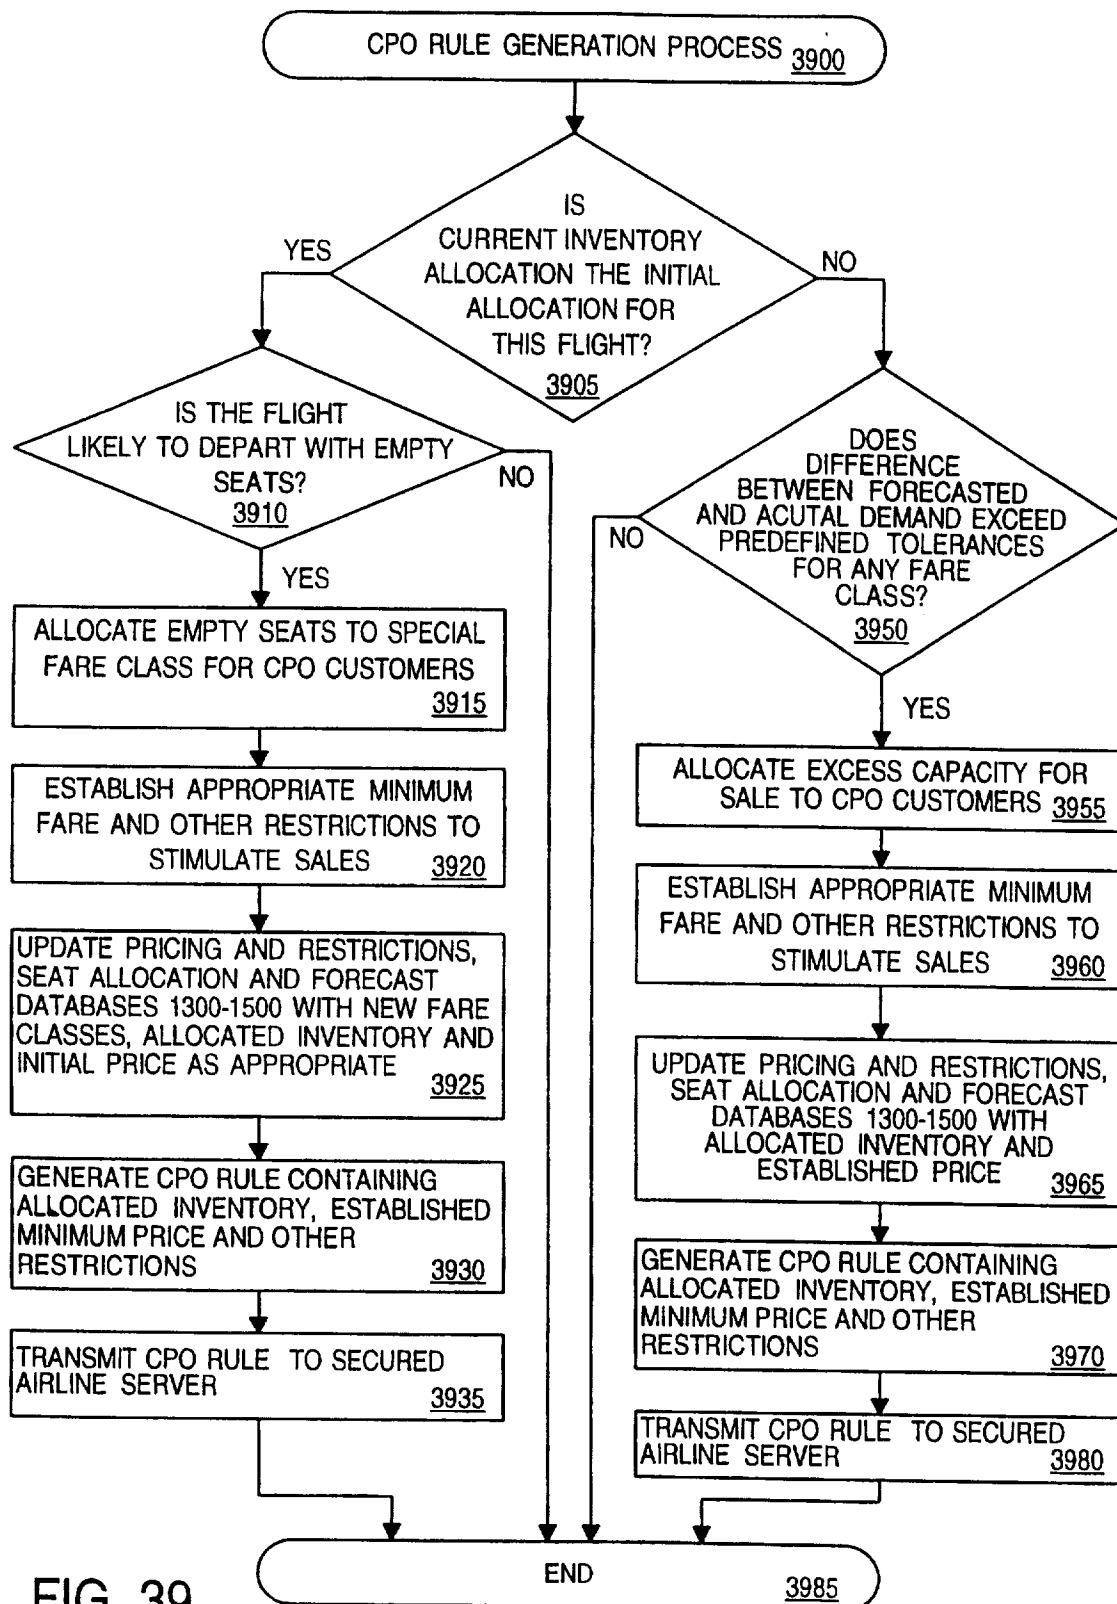 CPO RULE GENERATION PROCESS 3900
IS
CURRENT INVENTORY
ALLOCATION THE INITIAL
ALLOCATION FOR
THIS FLIGHT?
3905
YES
NO
IS THE FLIGHT
LIKELY TO DEPART WITH EMPTY
SEATS?
3910
NO
YES
ALLOCATE EMPTY SEATS TO SPECIAL
FARE CLASS FOR CPO CUSTOMERS
3915
ESTABLISH APPROPRIATE MINIMUM
FARE AND OTHER RESTRICTIONS TO
STIMULATE SALES 3920
UPDATE PRICING AND RESTRICTIONS,
SEAT ALLOCATION AND FORECAST
DATABASES 1300-1500 WITH NEW FARE
CLASSES, ALLOCATED INVENTORY AND
INITIAL PRICE AS APPROPRIATE
3925
GENERATE CPO RULE CONTAINING
ALLOCATED INVENTORY, ESTABLISHED
MINIMUM PRICE AND OTHER
RESTRICTIONS 3930
TRANSMIT CPO RULE TO SECURED
AIRLINE SERVER 3935
DOES
DIFFERENCE
BETWEEN FORECASTED
AND ACUTAL DEMAND EXCEED
PREDEFINED TOLERANCES
FOR ANY FARE
CLASS?
3950
NO
YES
ALLOCATE EXCESS CAPACITY FOR
SALE TO CPO CUSTOMERS 3955
ESTABLISH APPROPRIATE MINIMUM
FARE AND OTHER RESTRICTIONS TO
STIMULATE SALES 3960
UPDATE PRICING AND RESTRICTIONS,
SEAT ALLOCATION AND FORECAST
DATABASES 1300-1500 WITH
ALLOCATED INVENTORY AND
ESTABLISHED PRICE 3965
GENERATE CPO RULE CONTAINING
ALLOCATED INVENTORY, ESTABLISHED
MINIMUM PRICE AND OTHER
RESTRICTIONS 3970
TRANSMIT CPO RULE TO SECURED
AIRLINE SERVER 3980
END 3985
FIG. 39